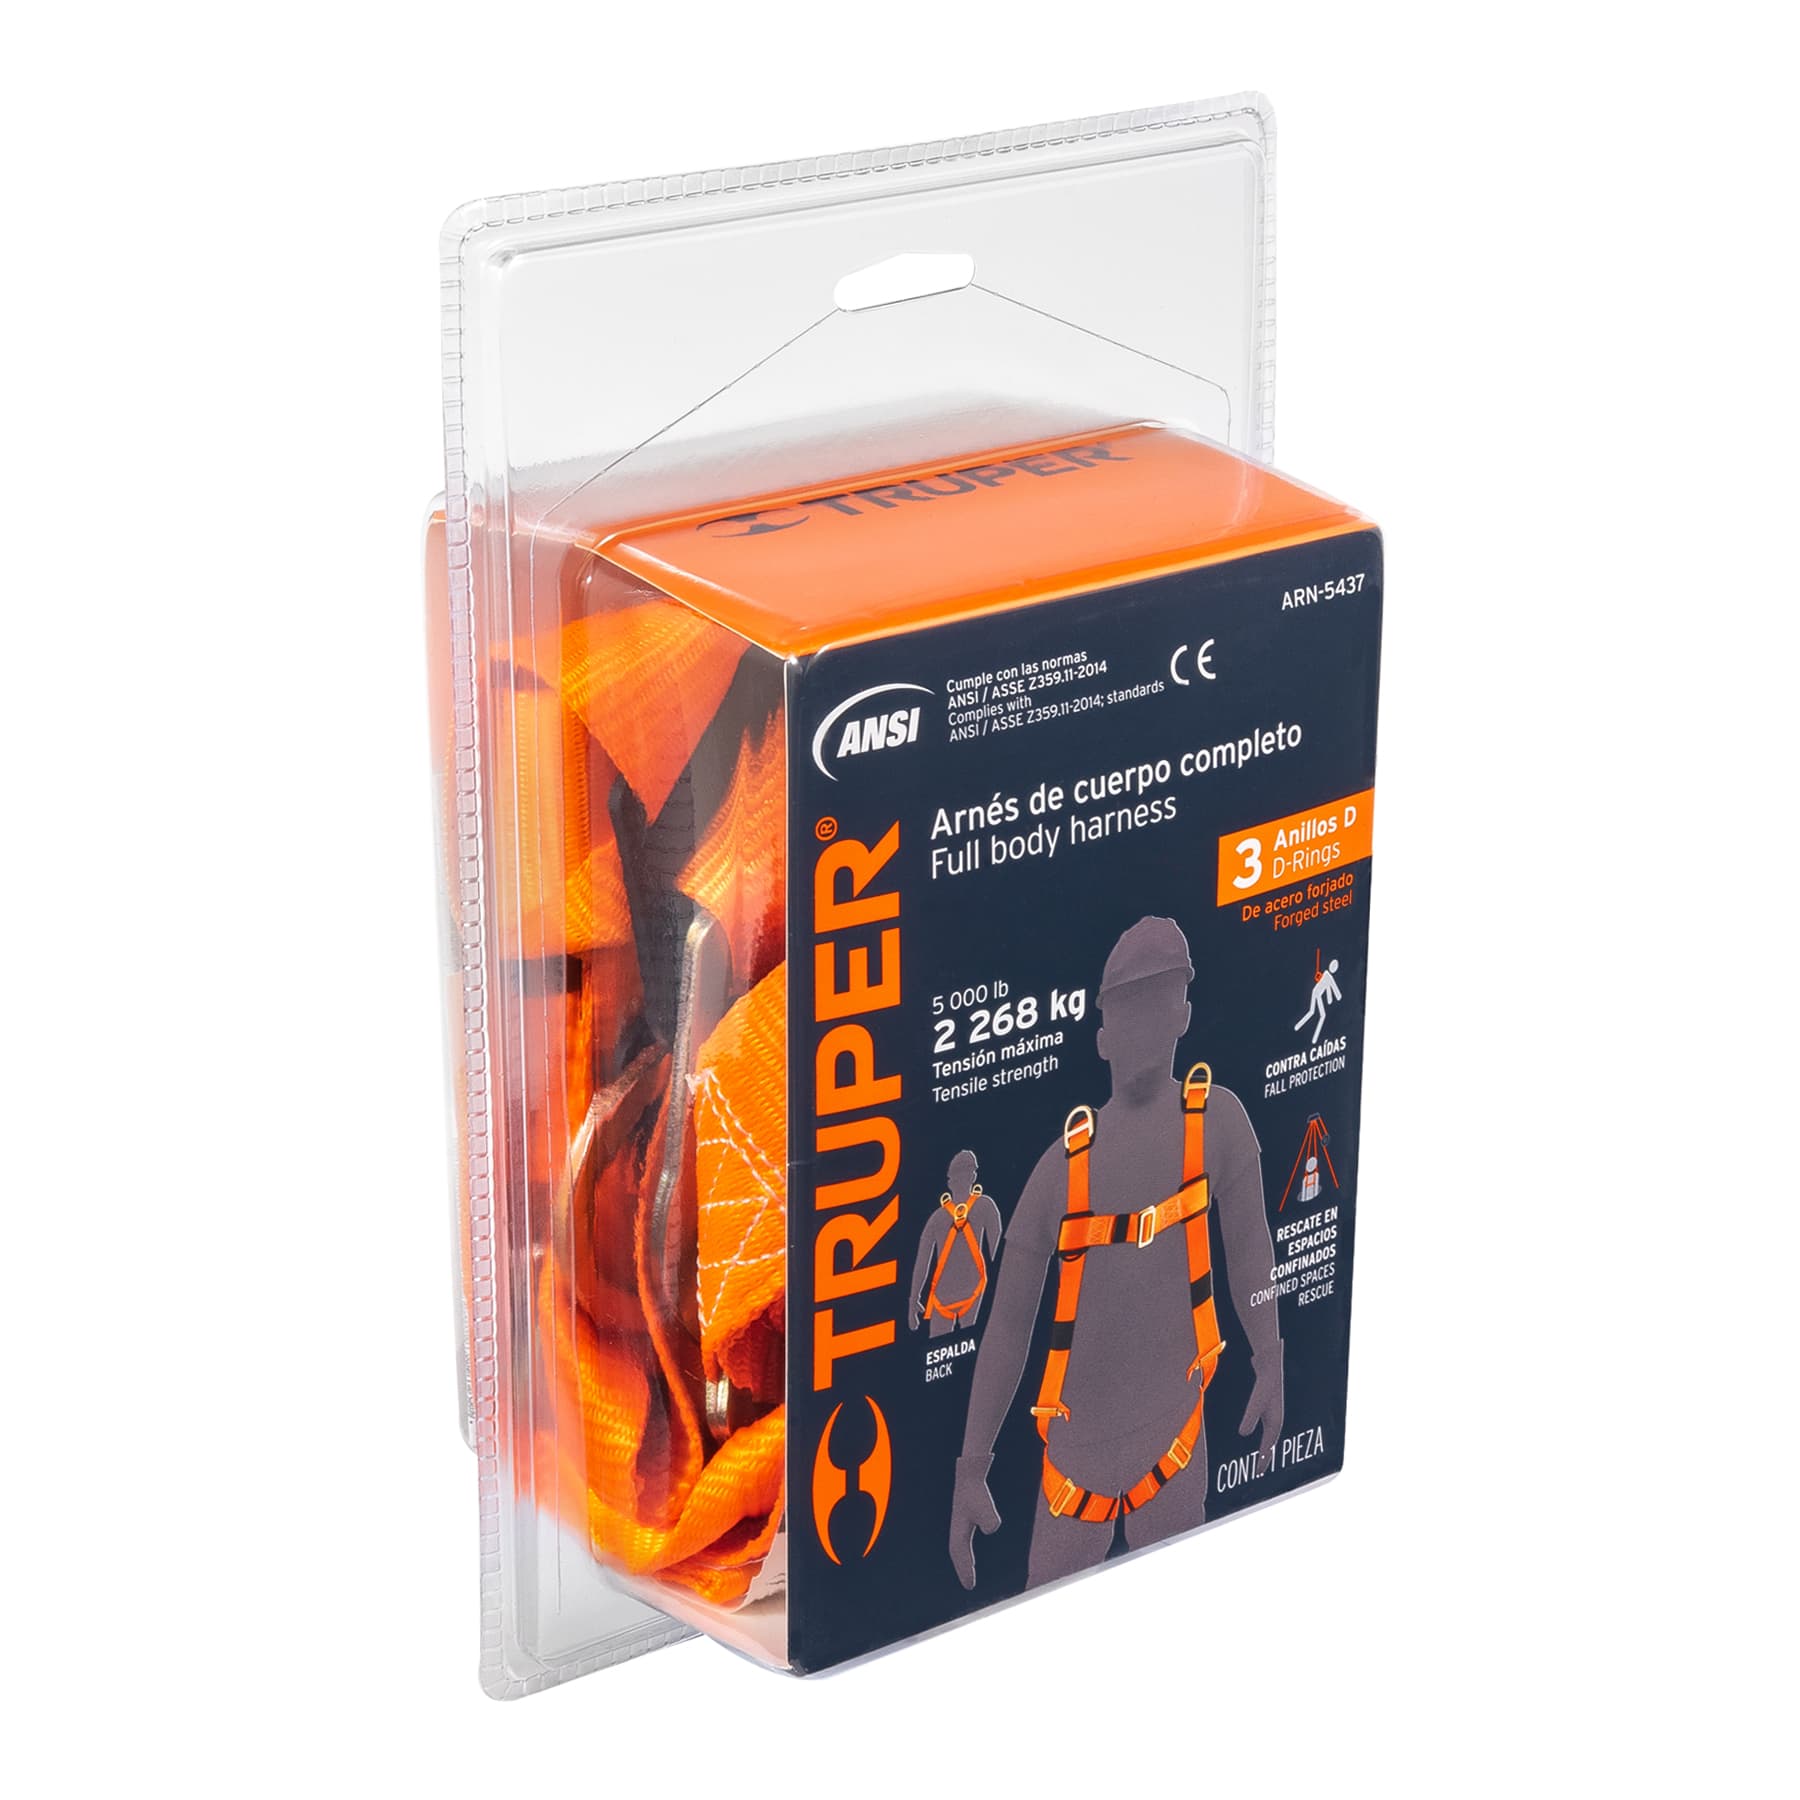 TRUPER
ARN-5437
ANSI
Cumple con las normas
ANSI / ASSE Z359.11-2014
Complies with
ANSI / ASSE Z359.11-2014; standards
CE
Arnés de cuerpo completo
Full body harness
3 Anillos D
D-Rings
De acero forjado
Forged steel
TRUPER®
5 000 lb
2 268 kg
Tensión máxima
Tensile strength
CONTRA CAÍDAS
FALL PROTECTION
RESCATE EN
ESPACIOS
CONFINADOS
CONFINED SPACES
RESCUE
ESPALDA
BACK
CONT.: 1 PIEZA